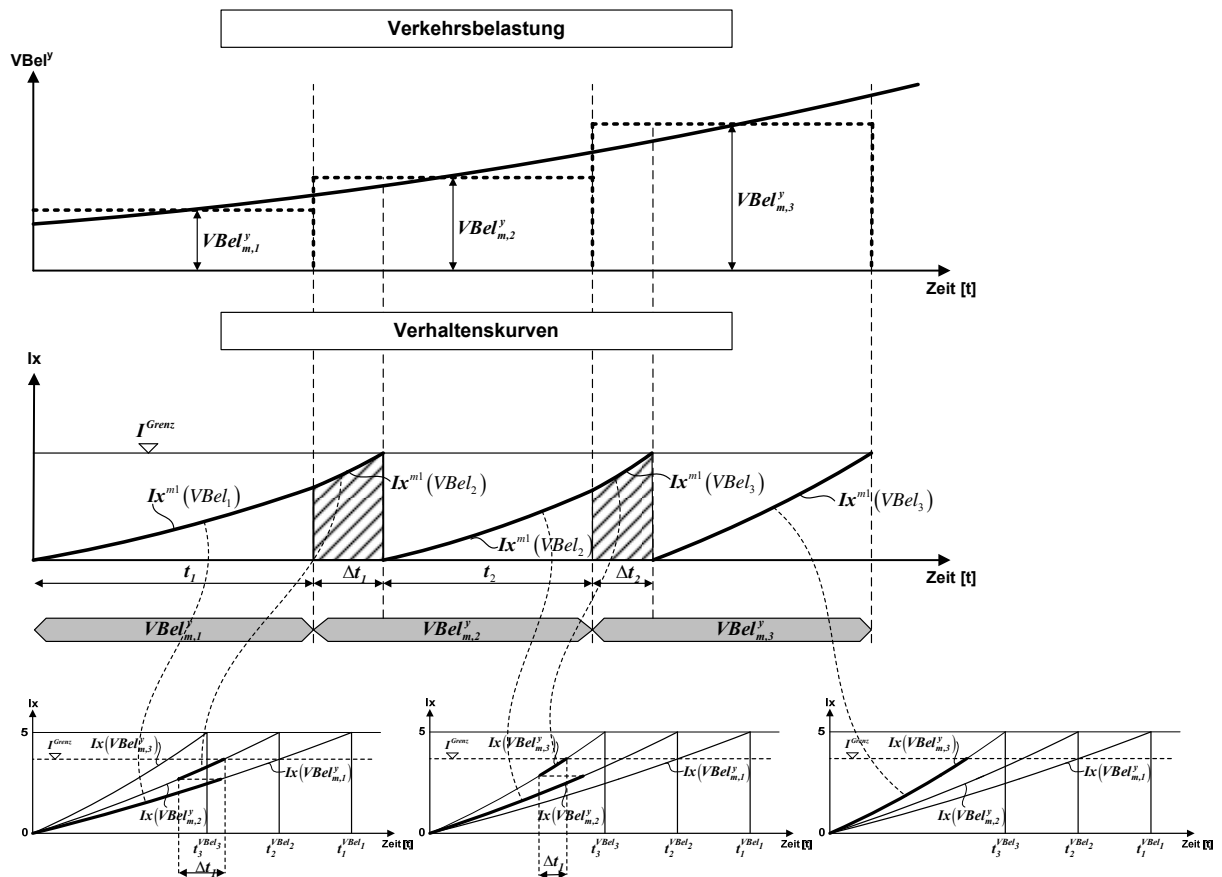 Verkehrsbelastung
VBel^y
VBel^y_m,1
VBel^y_m,2
VBel^y_m,3
Zeit [t]
Verhaltenskurven
Ix
I^Grenz
Ix^m1(VBel_1)
Ix^m1(VBel_2)
Ix^m1(VBel_2)
Ix^m1(VBel_3)
Ix^m1(VBel_3)
Zeit [t]
t_1
Δt_1
t_2
Δt_2
VBel^y_m,1
VBel^y_m,2
VBel^y_m,3
Ix
5
I^Grenz
Ix(VBel^y_m,3)
Ix(VBel^y_m,1)
Ix(VBel^y_m,2)
0
t_3^VBel_3
t_2^VBel_2
t_1^VBel_1
Zeit [t]
Δt_1
Ix
5
I^Grenz
Ix(VBel^y_m,3)
Ix(VBel^y_m,1)
Ix(VBel^y_m,2)
0
t_3^VBel_3
t_2^VBel_2
t_1^VBel_1
Zeit [t]
Δt_1
Ix
5
I^Grenz
Ix(VBel^y_m,3)
Ix(VBel^y_m,1)
Ix(VBel^y_m,2)
0
t_3^VBel_3
t_2^VBel_2
t_1^VBel_1
Zeit [t]